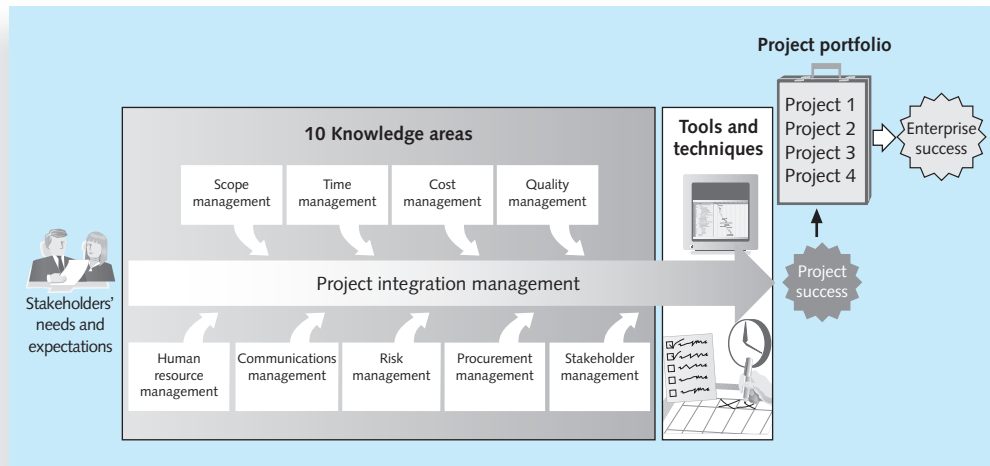 Project portfolio
Project 1
Project 2
Project 3
Project 4
Enterprise
success
10 Knowledge areas
Tools and
techniques
Scope
management
Time
management
Cost
management
Quality
management
Stakeholders’
needs and
expectations
Project integration management
Project
success
Human
resource
management
Communications
management
Risk
management
Procurement
management
Stakeholder
management